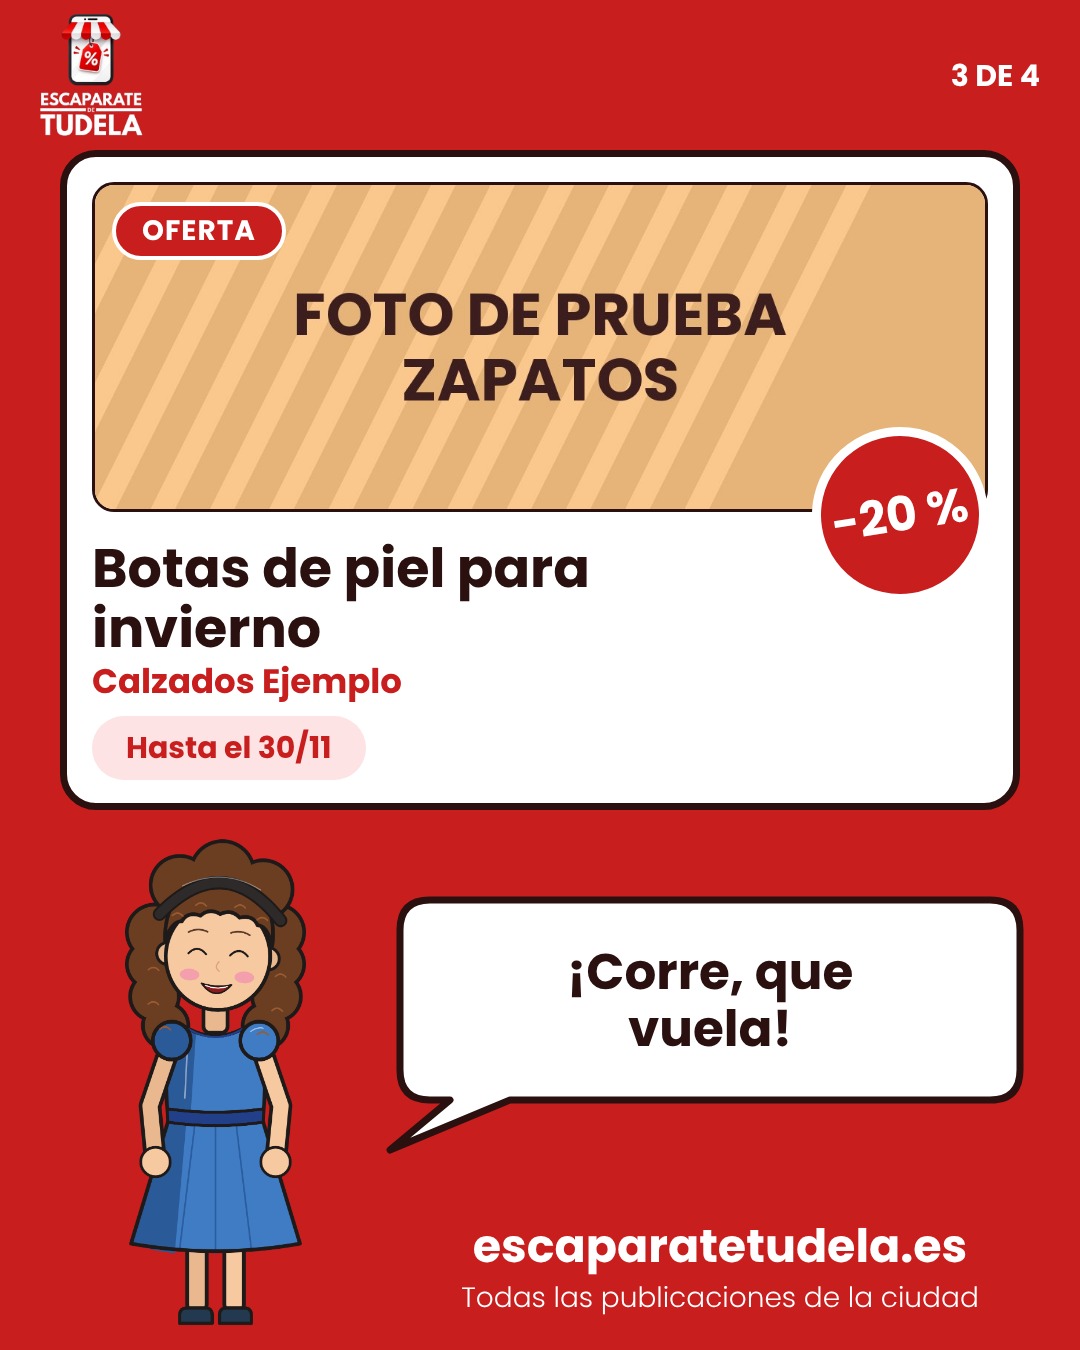 ESCAPARATE
DE
TUDELA
3 DE 4
OFERTA
FOTO DE PRUEBA
ZAPATOS
-20 %
Botas de piel para
invierno
Calzados Ejemplo
Hasta el 30/11
¡Corre, que
vuela!
escaparatetudela.es
Todas las publicaciones de la ciudad